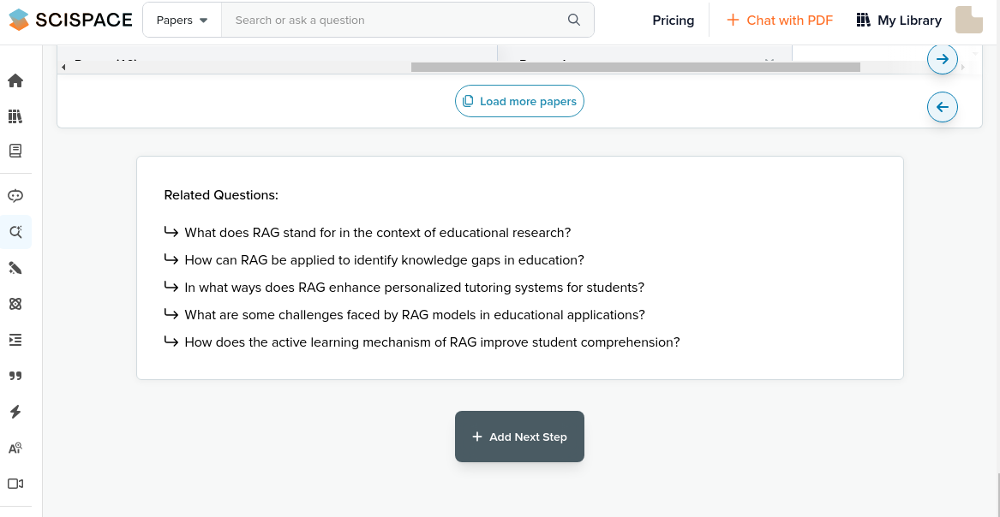 SCISPACE
Papers
Search or ask a question
Pricing
Chat with PDF
My Library
Load more papers
Related Questions:
What does RAG stand for in the context of educational research?
How can RAG be applied to identify knowledge gaps in education?
In what ways does RAG enhance personalized tutoring systems for students?
What are some challenges faced by RAG models in educational applications?
How does the active learning mechanism of RAG improve student comprehension?
+ Add Next Step